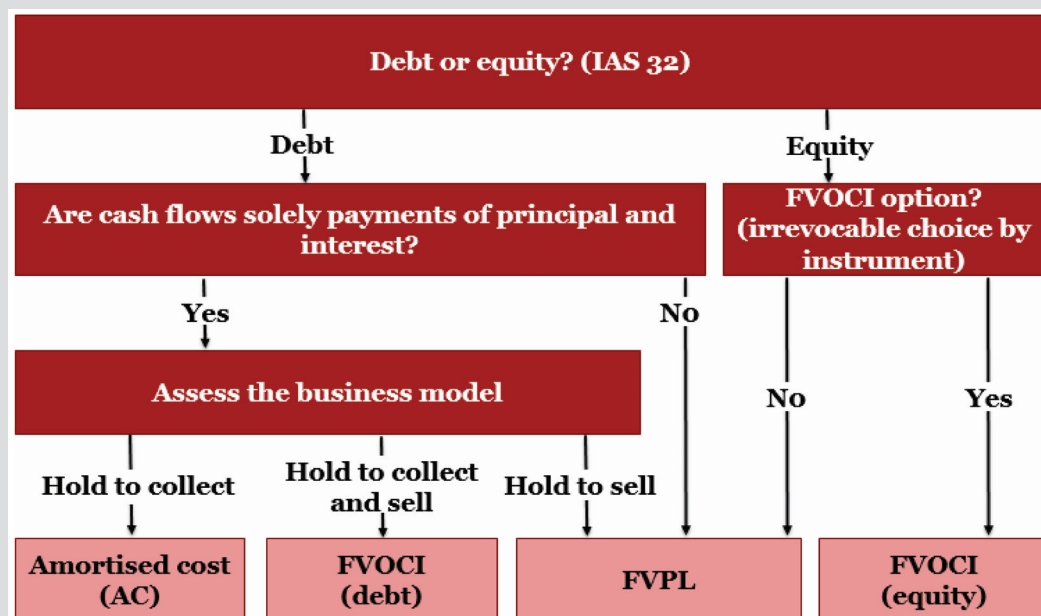 Debt or equity? (IAS 32)
Debt
Equity
Are cash flows solely payments of principal and
interest?
FVOCI option?
(irrevocable choice by
instrument)
Yes
No
Assess the business model
No
Yes
Hold to collect
Hold to collect
and sell
Hold to sell
Amortised cost
(AC)
FVOCI
(debt)
FVPL
FVOCI
(equity)